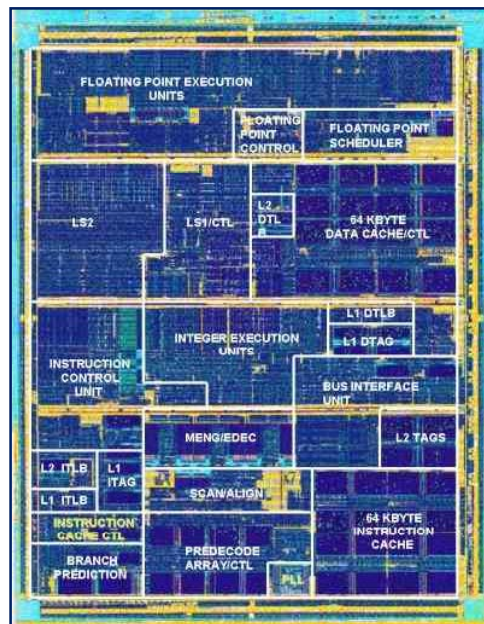 FLOATING POINT EXECUTION
UNITS
FLOATING
POINT
CONTROL
FLOATING POINT
SCHEDULER
LS2
LS1/CTL
L2
DTL
B
64 KBYTE
DATA CACHE/CTL
L1 DTLB
L1 DTAG
INTEGER EXECUTION
UNITS
INSTRUCTION
CONTROL
UNIT
BUS INTERFACE
UNIT
MENG/EDEC
L2 TAGS
L2 ITLB
L1
ITAG
L1 ITLB
SCAN/ALIGN
INSTRUCTION
CACHE CTL
64 KBYTE
INSTRUCTION
CACHE
BRANCH
PREDICTION
PREDECODE
ARRAY/CTL
PLL